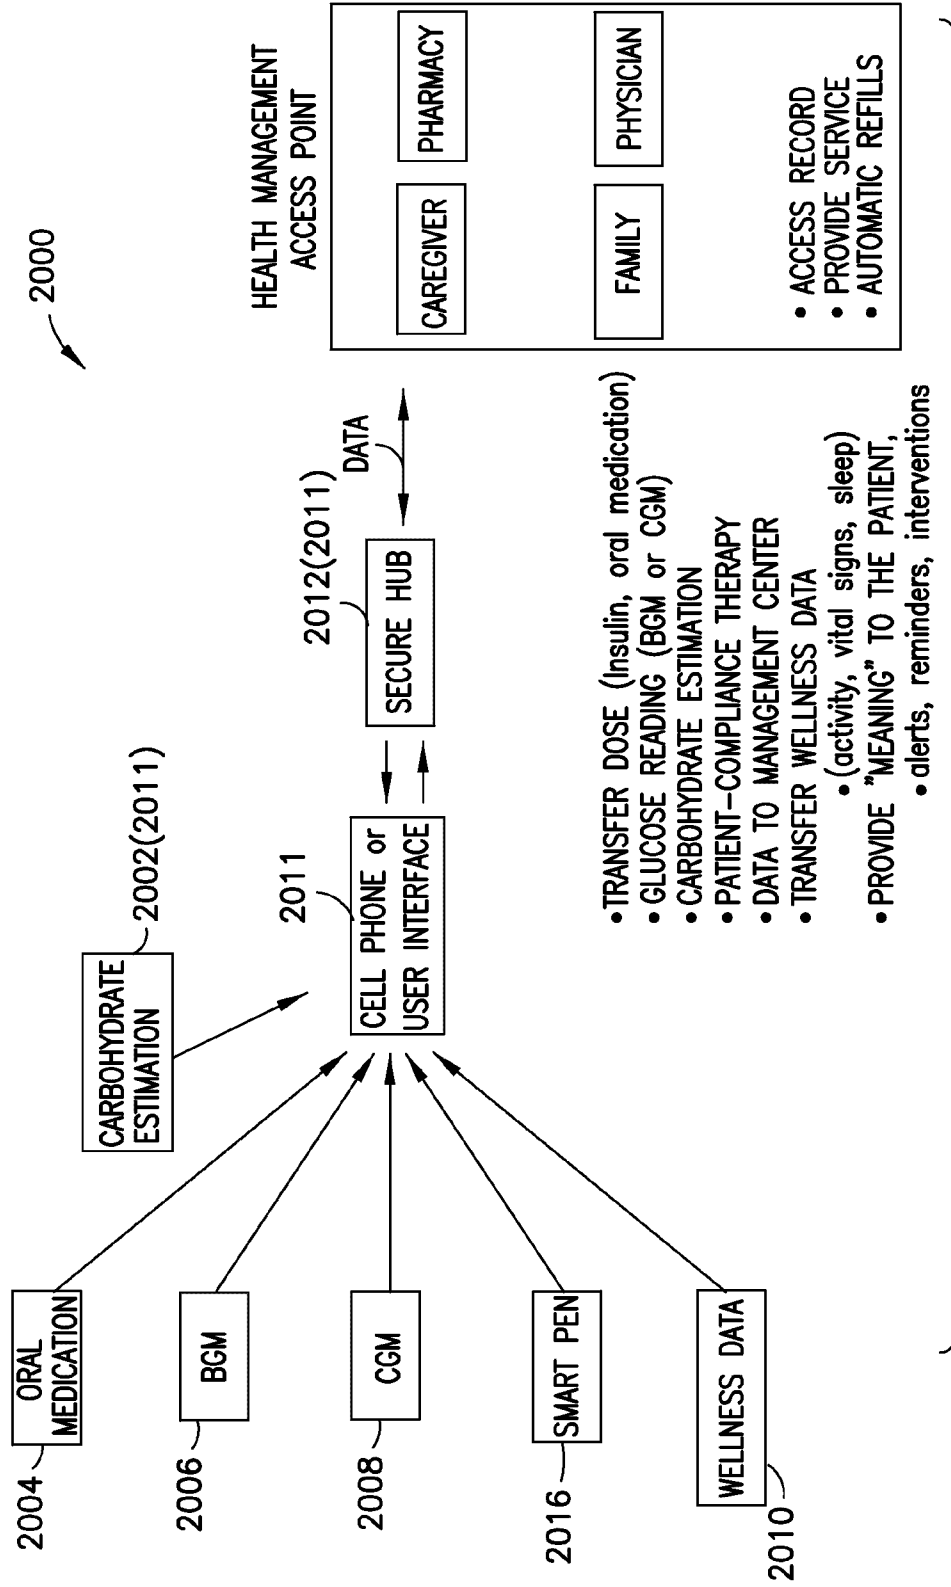 2000
2004
ORAL
MEDICATION
2006
BGM
2008
CGM
2016
SMART PEN
2010
WELLNESS DATA
CARBOHYDRATE
ESTIMATION
2002(2011)
2011
CELL PHONE or
USER INTERFACE
2012(2011)
SECURE HUB
DATA
HEALTH MANAGEMENT
ACCESS POINT
CAREGIVER
PHARMACY
FAMILY
PHYSICIAN
• ACCESS RECORD
• PROVIDE SERVICE
• AUTOMATIC REFILLS
• TRANSFER DOSE (Insulin, oral medication)
• GLUCOSE READING (BGM or CGM)
• CARBOHYDRATE ESTIMATION
• PATIENT-COMPLIANCE THERAPY
• DATA TO MANAGEMENT CENTER
• TRANSFER WELLNESS DATA
• (activity, vital signs, sleep)
• PROVIDE "MEANING" TO THE PATIENT,
• alerts, reminders, interventions